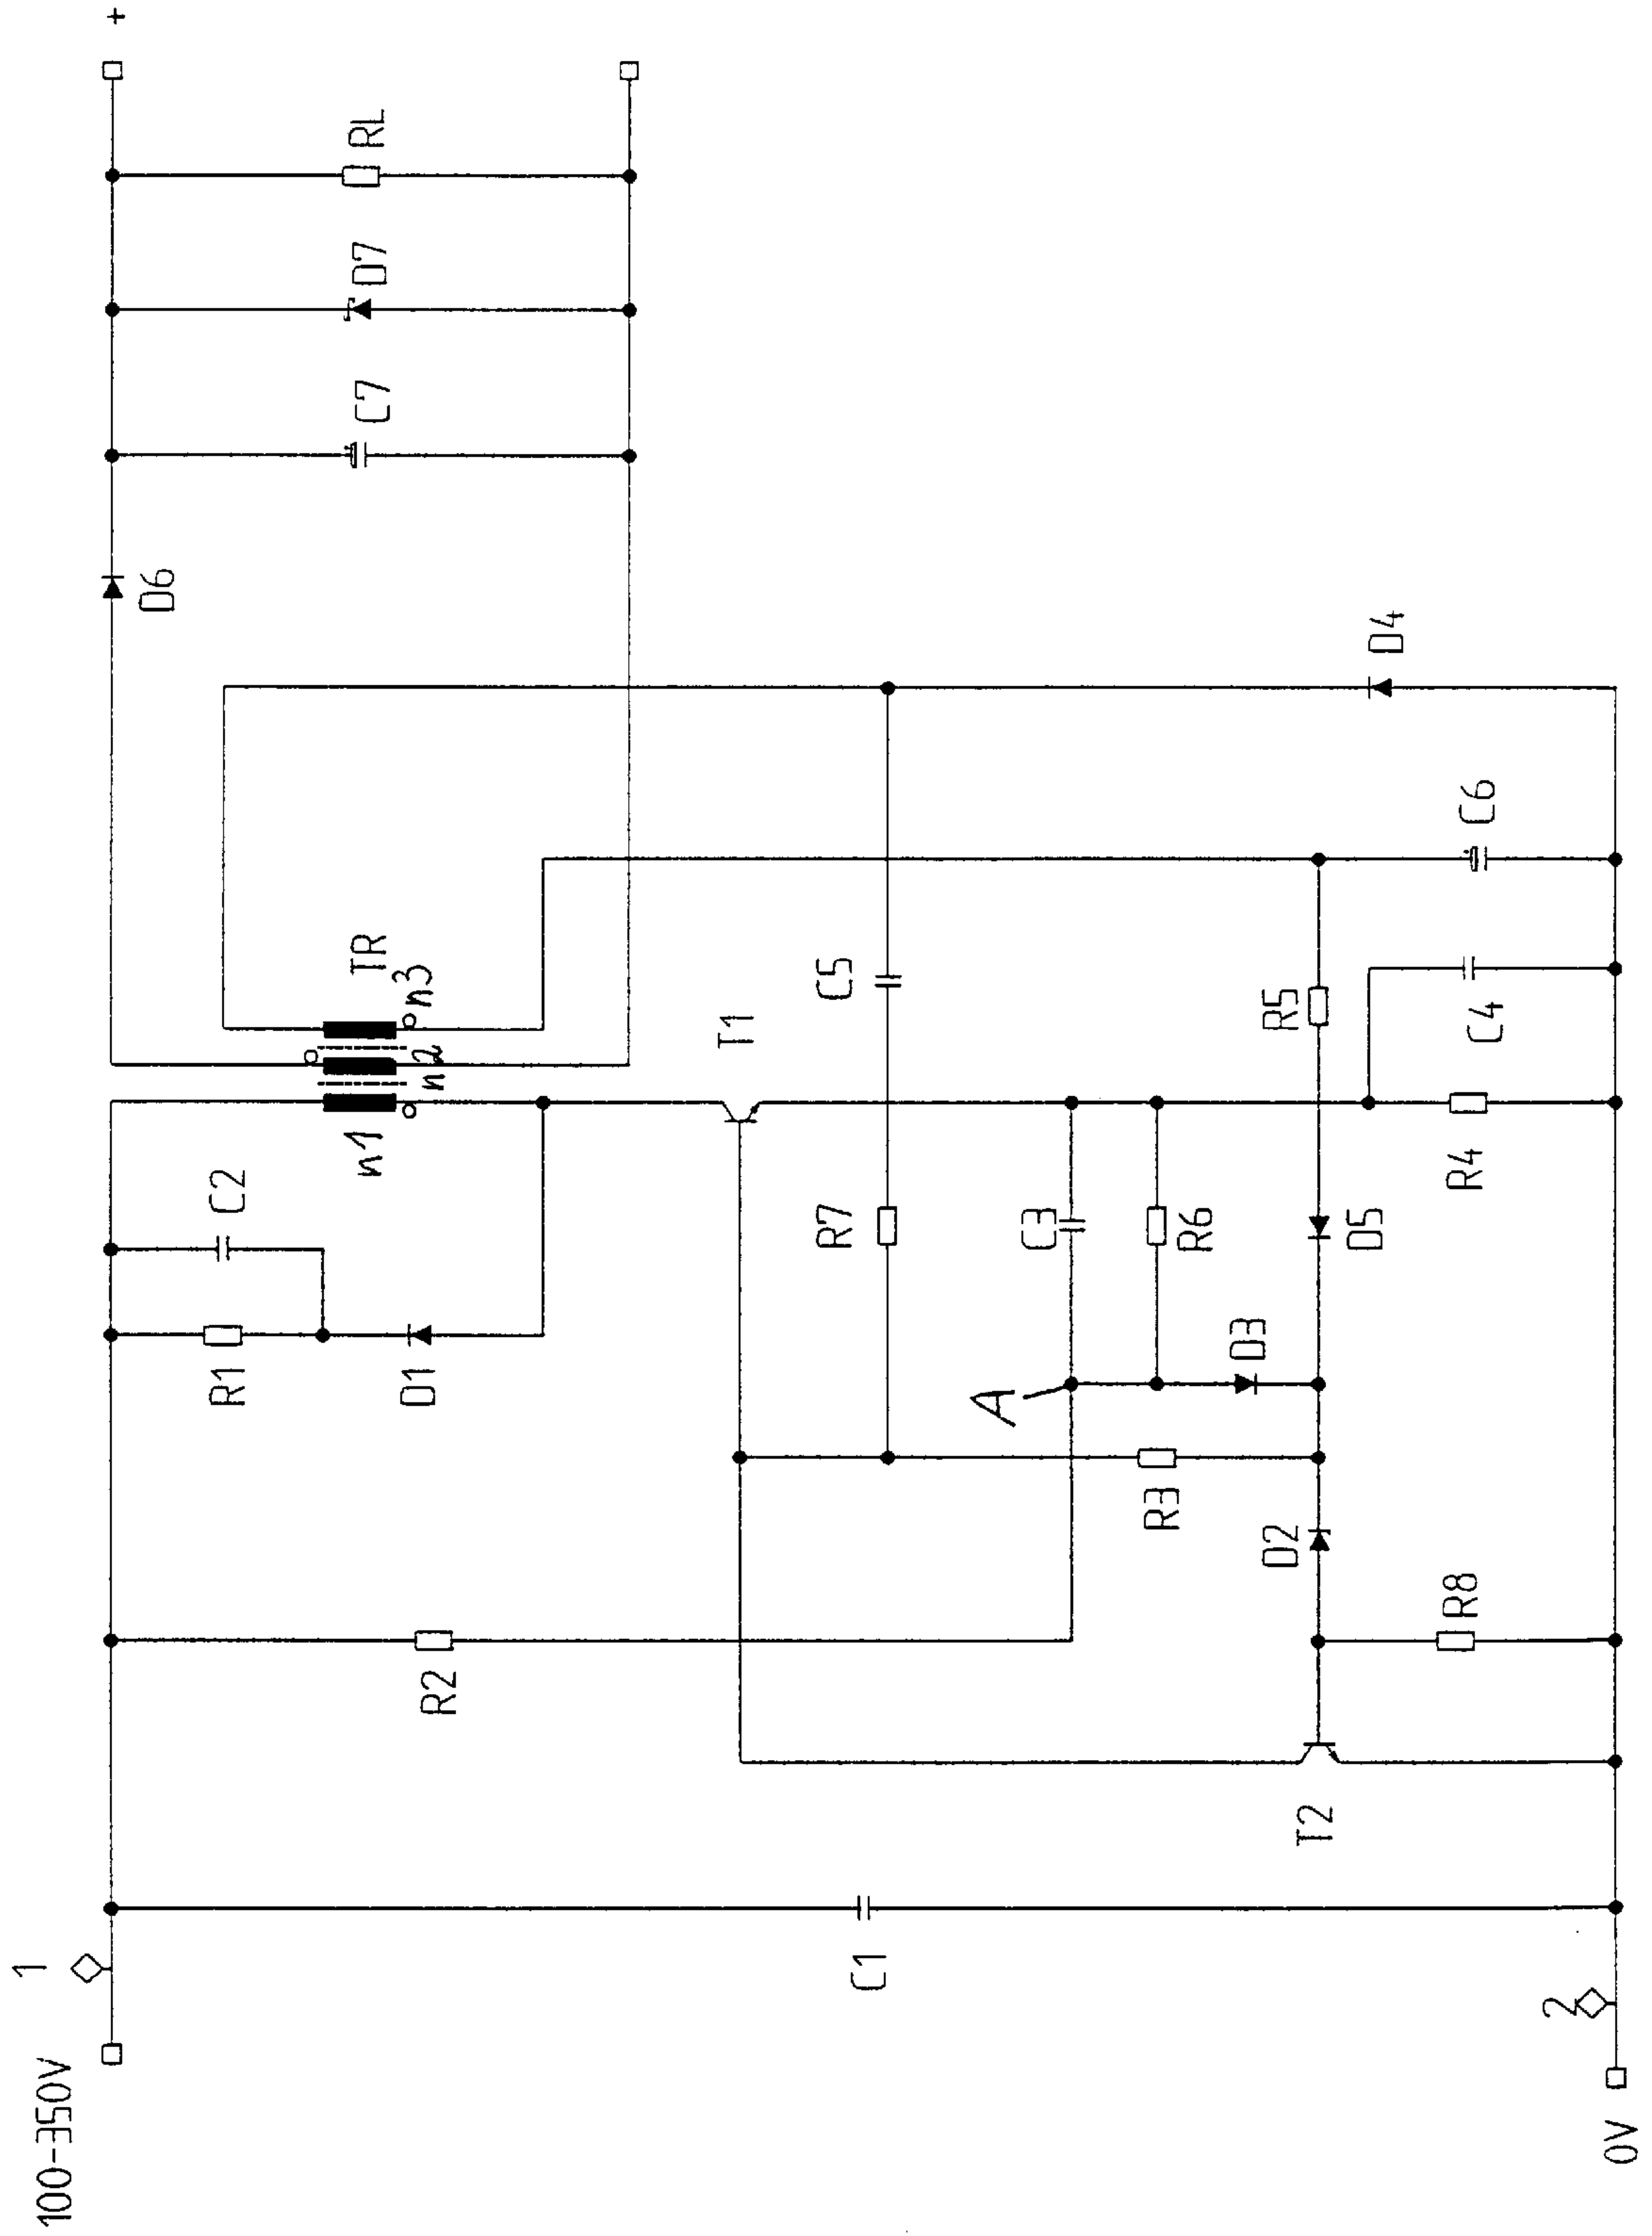 100-350V
1
0V
2
C1
R1
C2
D1
R2
n1
n2
n3
TR
D6
C7
D7
RL
+
T1
R7
C5
C3
R6
A
D3
R3
D2
D5
R5
T2
R8
R4
C4
C6
D4